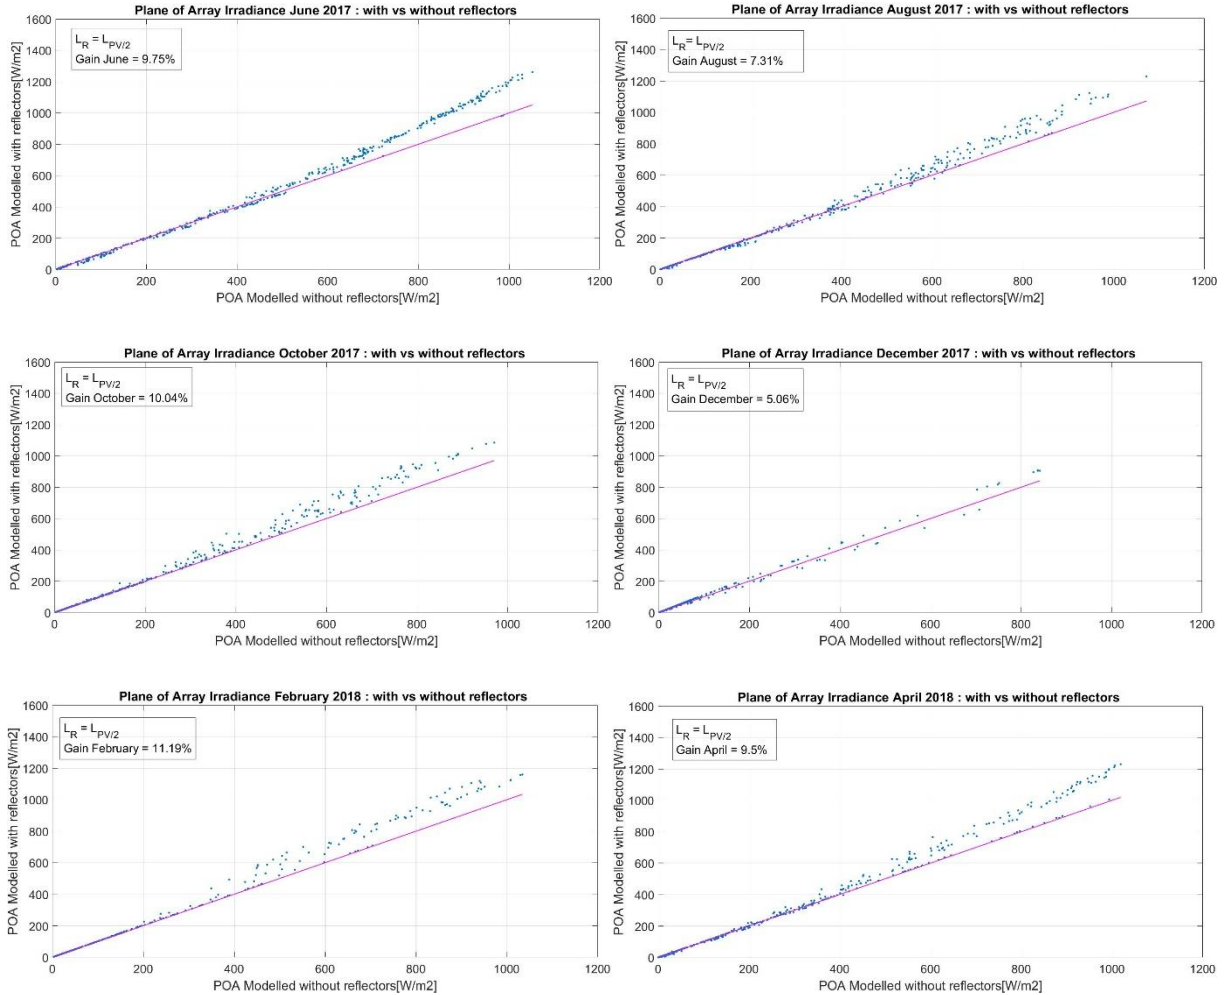 Plane of Array Irradiance June 2017 : with vs without reflectors
L_R = L_PV/2
Gain June = 9.75%
POA Modelled with reflectors[W/m2]
1600
1400
1200
1000
800
600
400
200
0
0 200 400 600 800 1000 1200
POA Modelled without reflectors[W/m2]
Plane of Array Irradiance August 2017 : with vs without reflectors
L_R= L_PV/2
Gain August = 7.31%
POA Modelled with reflectors[W/m2]
1600
1400
1200
1000
800
600
400
200
0
0 200 400 600 800 1000 1200
POA Modelled without reflectors[W/m2]
Plane of Array Irradiance October 2017 : with vs without reflectors
L_R = L_PV/2
Gain October = 10.04%
POA Modelled with reflectors[W/m2]
1600
1400
1200
1000
800
600
400
200
0
0 200 400 600 800 1000 1200
POA Modelled without reflectors[W/m2]
Plane of Array Irradiance December 2017 : with vs without reflectors
L_R = L_PV/2
Gain December = 5.06%
POA Modelled with reflectors[W/m2]
1600
1400
1200
1000
800
600
400
200
0
0 200 400 600 800 1000 1200
POA Modelled without reflectors[W/m2]
Plane of Array Irradiance February 2018 : with vs without reflectors
L_R = L_PV/2
Gain February = 11.19%
POA Modelled with reflectors[W/m2]
1600
1400
1200
1000
800
600
400
200
0
0 200 400 600 800 1000 1200
POA Modelled without reflectors[W/m2]
Plane of Array Irradiance April 2018 : with vs without reflectors
L_R = L_PV/2
Gain April = 9.5%
POA Modelled with reflectors[W/m2]
1600
1400
1200
1000
800
600
400
200
0
0 200 400 600 800 1000 1200
POA Modelled without reflectors[W/m2]